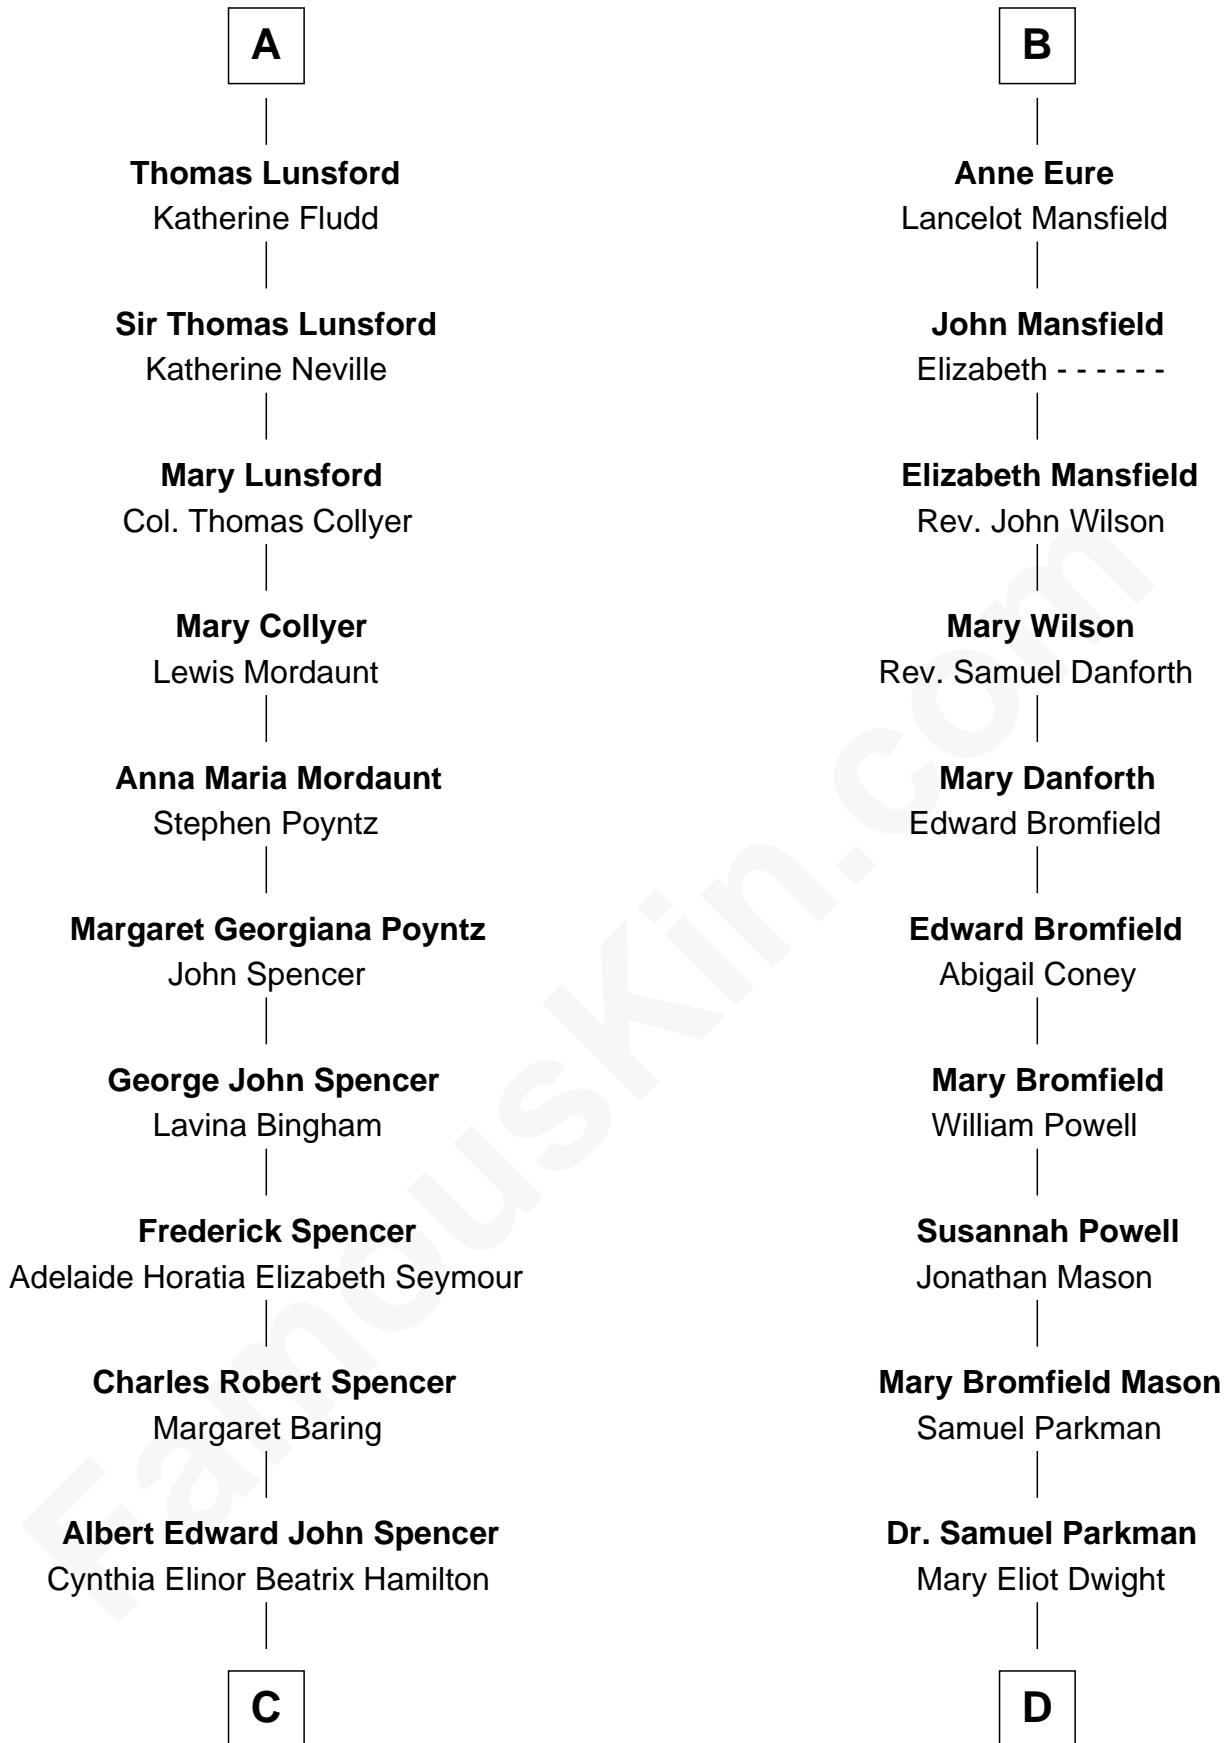 A
Thomas Lunsford
Katherine Fludd
Sir Thomas Lunsford
Katherine Neville
Mary Lunsford
Col. Thomas Collyer
Mary Collyer
Lewis Mordaunt
Anna Maria Mordaunt
Stephen Poyntz
Margaret Georgiana Poyntz
John Spencer
George John Spencer
Lavina Bingham
Frederick Spencer
Adelaide Horatia Elizabeth Seymour
Charles Robert Spencer
Margaret Baring
Albert Edward John Spencer
Cynthia Elinor Beatrix Hamilton
C
B
Anne Eure
Lancelot Mansfield
John Mansfield
Elizabeth - - - - - -
Elizabeth Mansfield
Rev. John Wilson
Mary Wilson
Rev. Samuel Danforth
Mary Danforth
Edward Bromfield
Edward Bromfield
Abigail Coney
Mary Bromfield
William Powell
Susannah Powell
Jonathan Mason
Mary Bromfield Mason
Samuel Parkman
Dr. Samuel Parkman
Mary Eliot Dwight
D
FamousKin.com